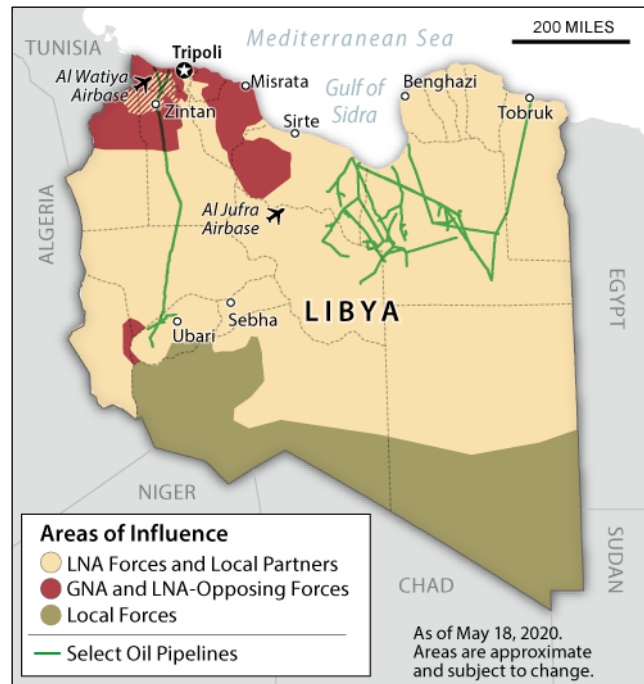 200 MILES
TUNISIA
Mediterranean Sea
Tripoli
Al Watiya
Airbase
Misrata
Gulf of
Sidra
Benghazi
Zintan
Sirte
Tobruk
ALGERIA
Al Jufra
Airbase
EGYPT
LIBYA
Sebha
Ubari
NIGER
CHAD
SUDAN
Areas of Influence
LNA Forces and Local Partners
GNA and LNA-Opposing Forces
Local Forces
Select Oil Pipelines
As of May 18, 2020.
Areas are approximate
and subject to change.